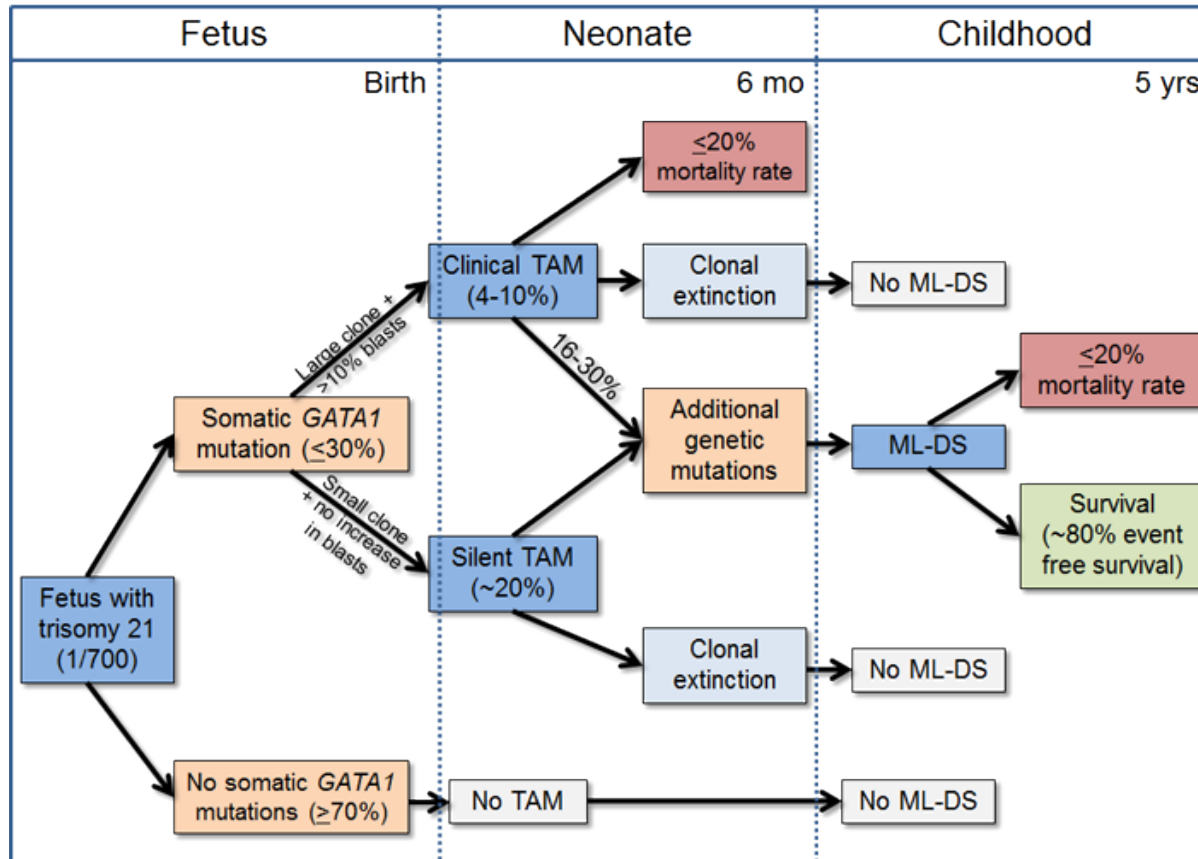 Fetus
Neonate
Childhood
Birth
6 mo
5 yrs
≤20%
mortality rate
Clinical TAM
(4-10%)
Clonal
extinction
No ML-DS
Large clone +
>10% blasts
16-30%
≤20%
mortality rate
Somatic GATA1
mutation (≤30%)
Additional
genetic
mutations
ML-DS
Small clone
+ no increase
in blasts
Survival
(~80% event
free survival)
Silent TAM
(~20%)
Fetus with
trisomy 21
(1/700)
Clonal
extinction
No ML-DS
No somatic GATA1
mutations (≥70%)
No TAM
No ML-DS